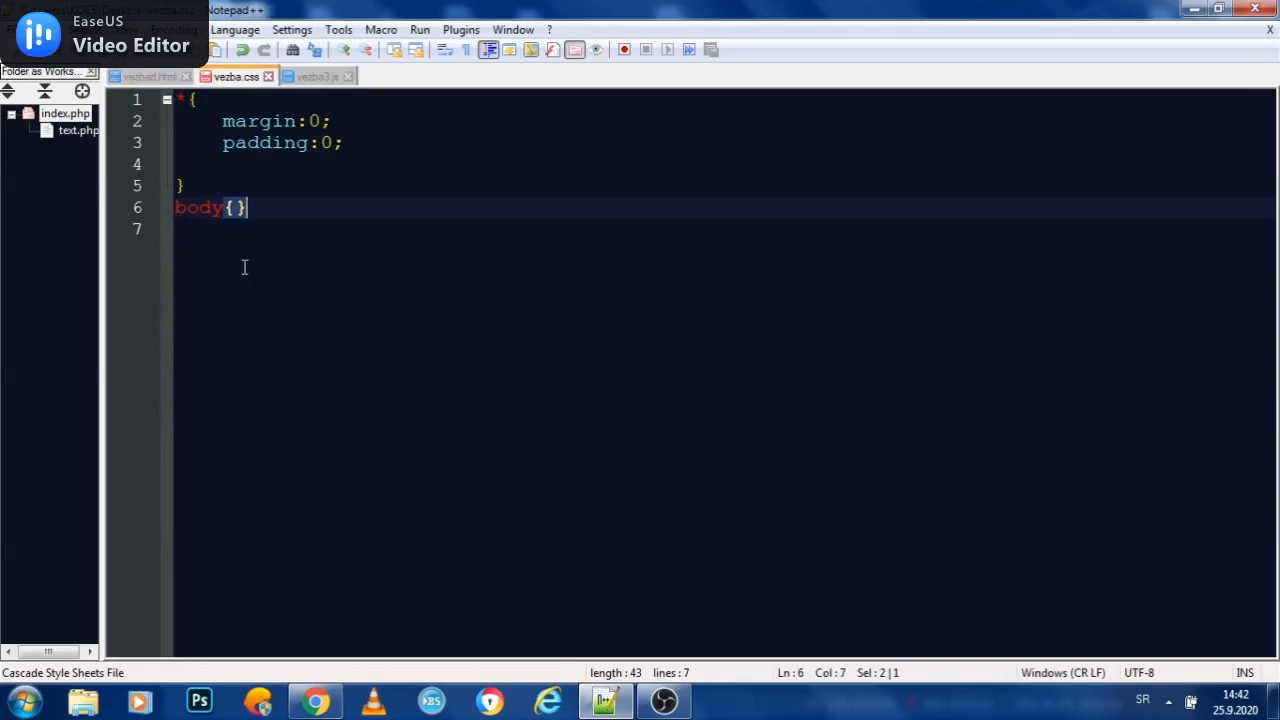 EaseUS
Video Editor
Notepad++
Language Settings Tools Macro Run Plugins Window ? X
Folder as Works...
vezba.css vezba3.js
index.php
text.php
1 *{
2 margin:0;
3 padding:0;
4
5 }
6 body{}
7
Cascade Style Sheets File length : 43 lines : 7 Ln : 6 Col : 7 Sel : 2 | 1 Windows (CR LF) UTF-8 INS
Ps BS SR 14:42
25.9.2020